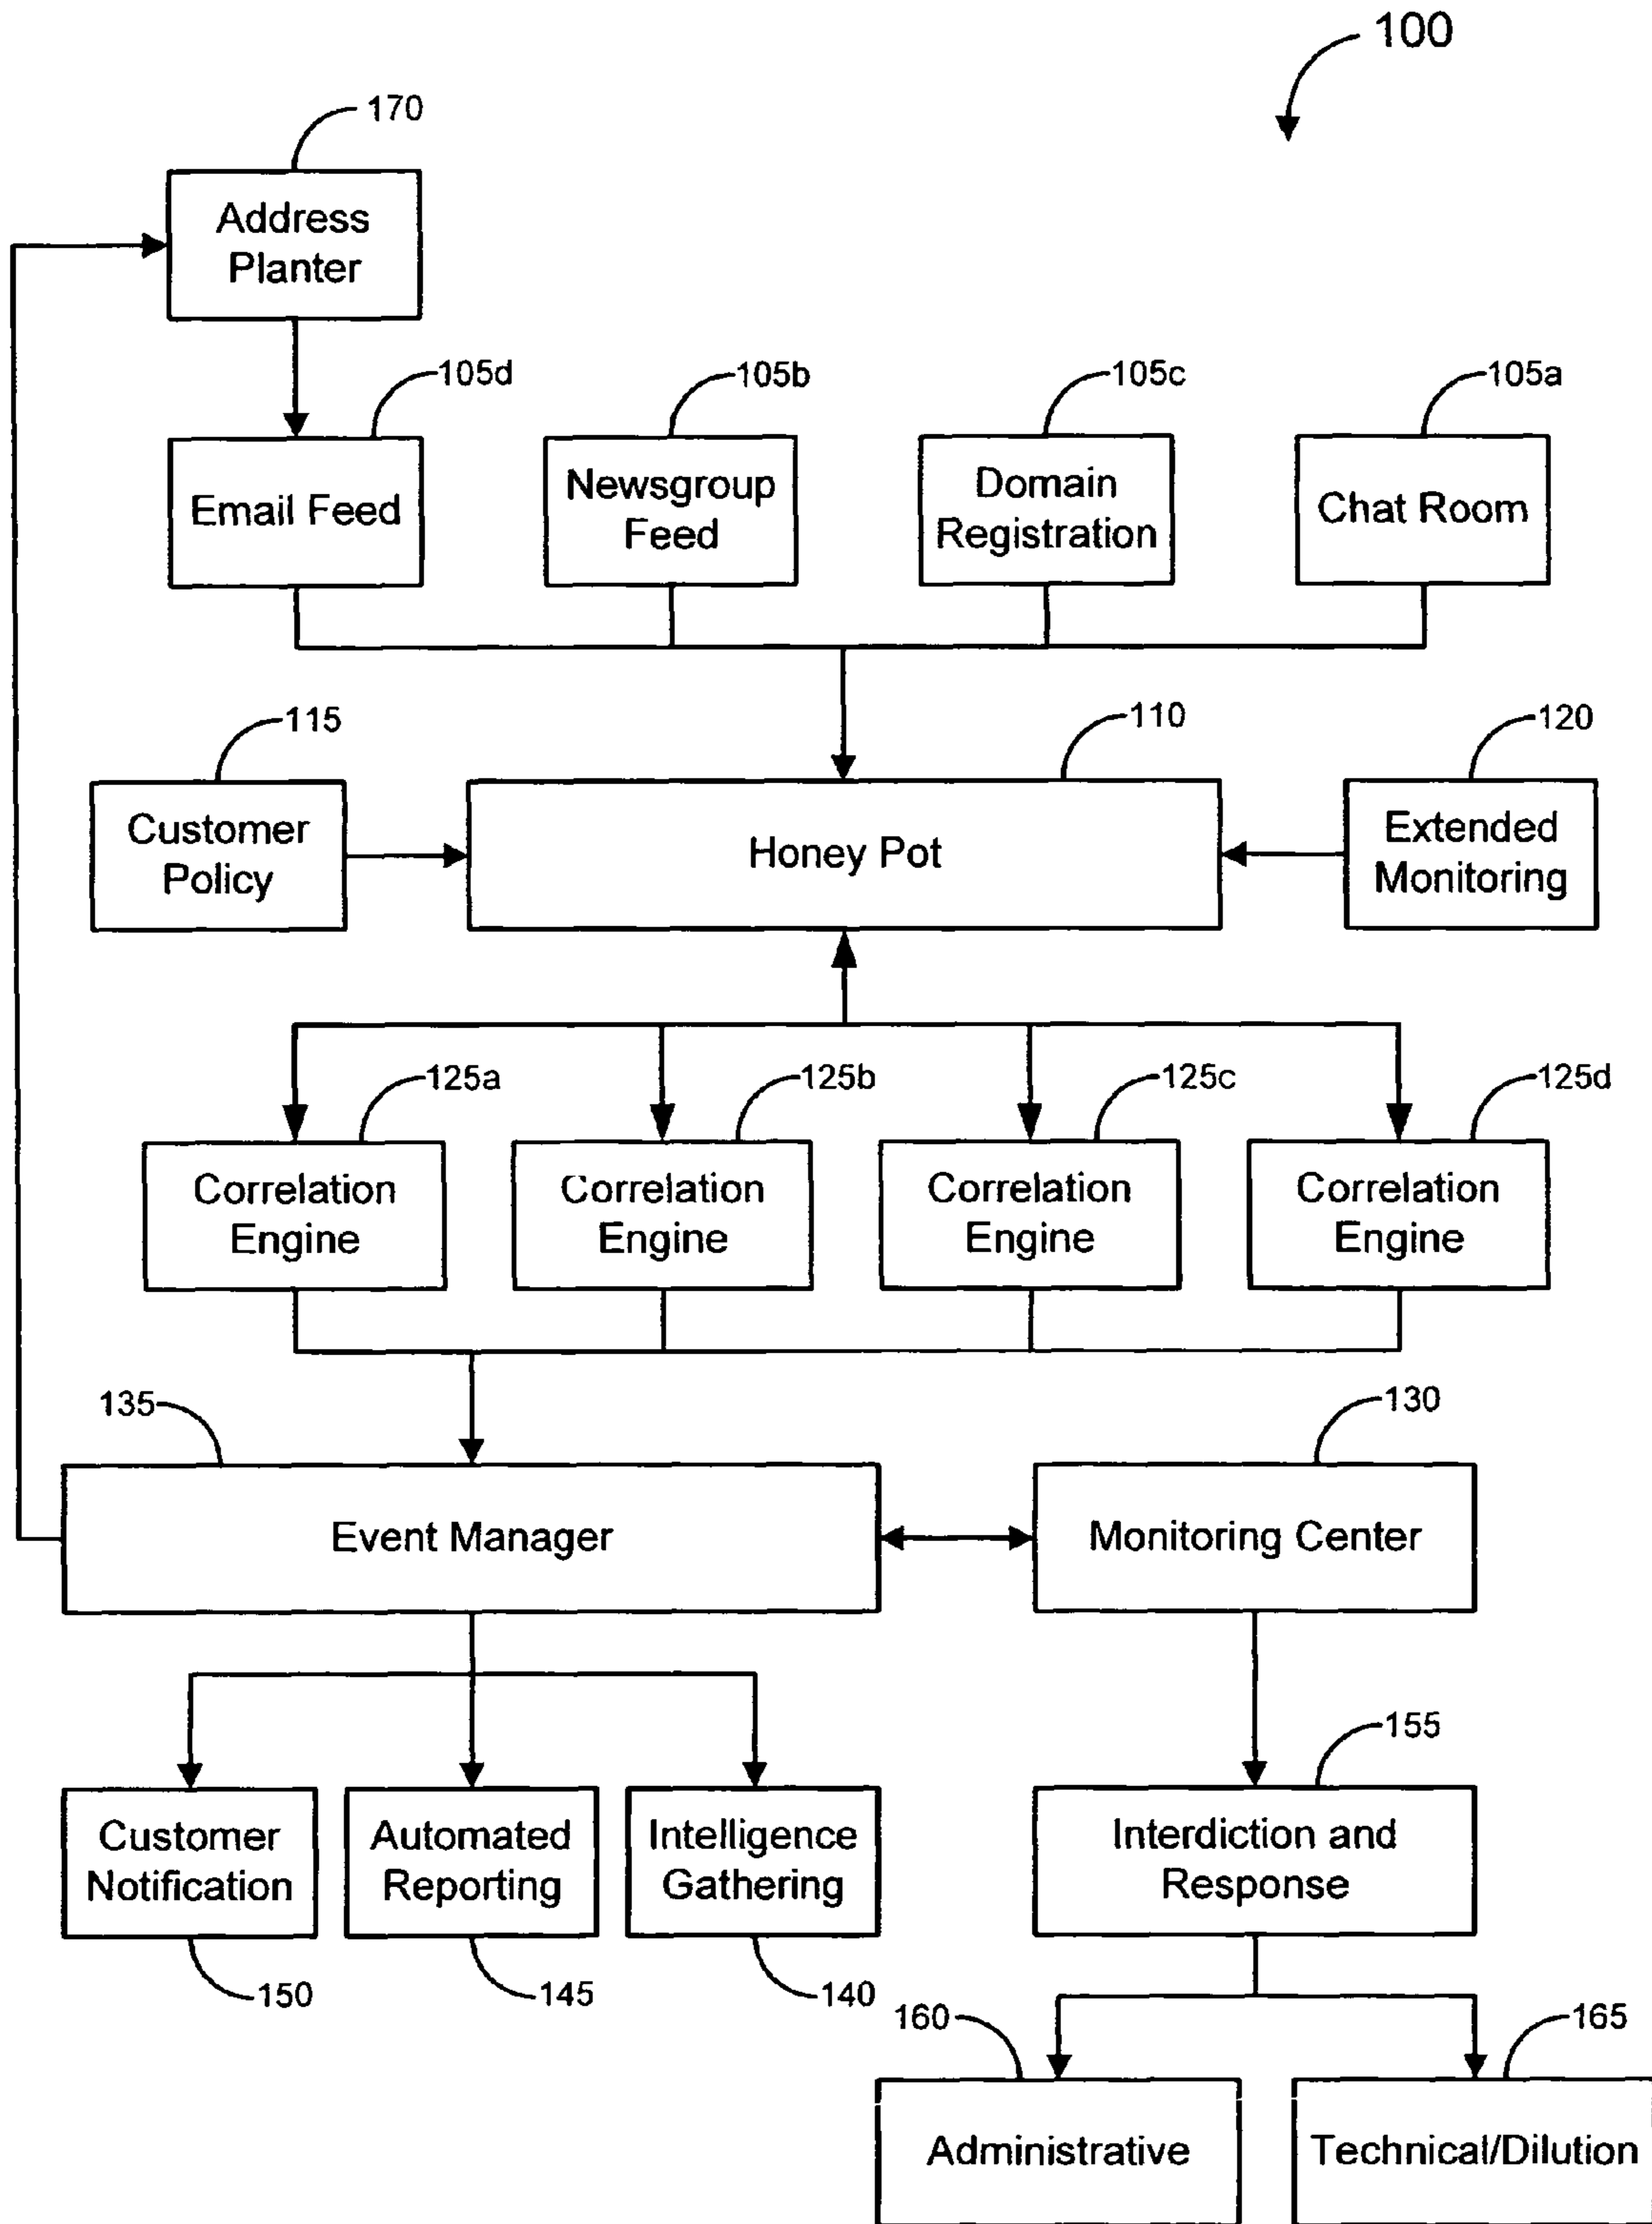 100
170
Address
Planter
105d
105b
105c
105a
Email Feed
Newsgroup
Feed
Domain
Registration
Chat Room
115
110
120
Customer
Policy
Honey Pot
Extended
Monitoring
125a
125b
125c
125d
Correlation
Engine
Correlation
Engine
Correlation
Engine
Correlation
Engine
135
130
Event Manager
Monitoring Center
155
Customer
Notification
Automated
Reporting
Intelligence
Gathering
Interdiction and
Response
150
145
140
160
165
Administrative
Technical/Dilution